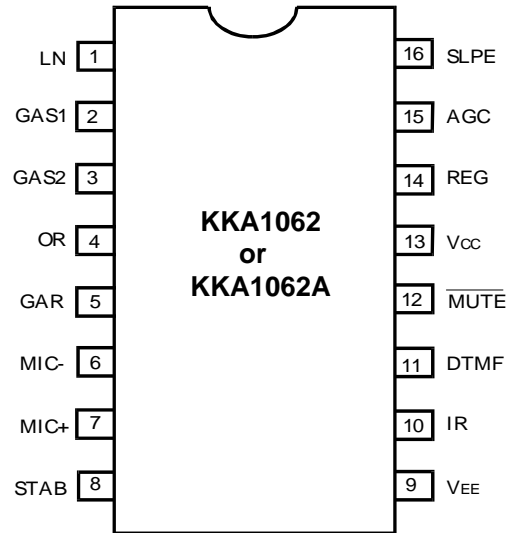 LN 1
GAS1 2
GAS2 3
OR 4
GAR 5
MIC- 6
MIC+ 7
STAB 8
KKA1062
or
KKA1062A
16 SLPE
15 AGC
14 REG
13 VCC
12 MUTE
11 DTMF
10 IR
9 VEE